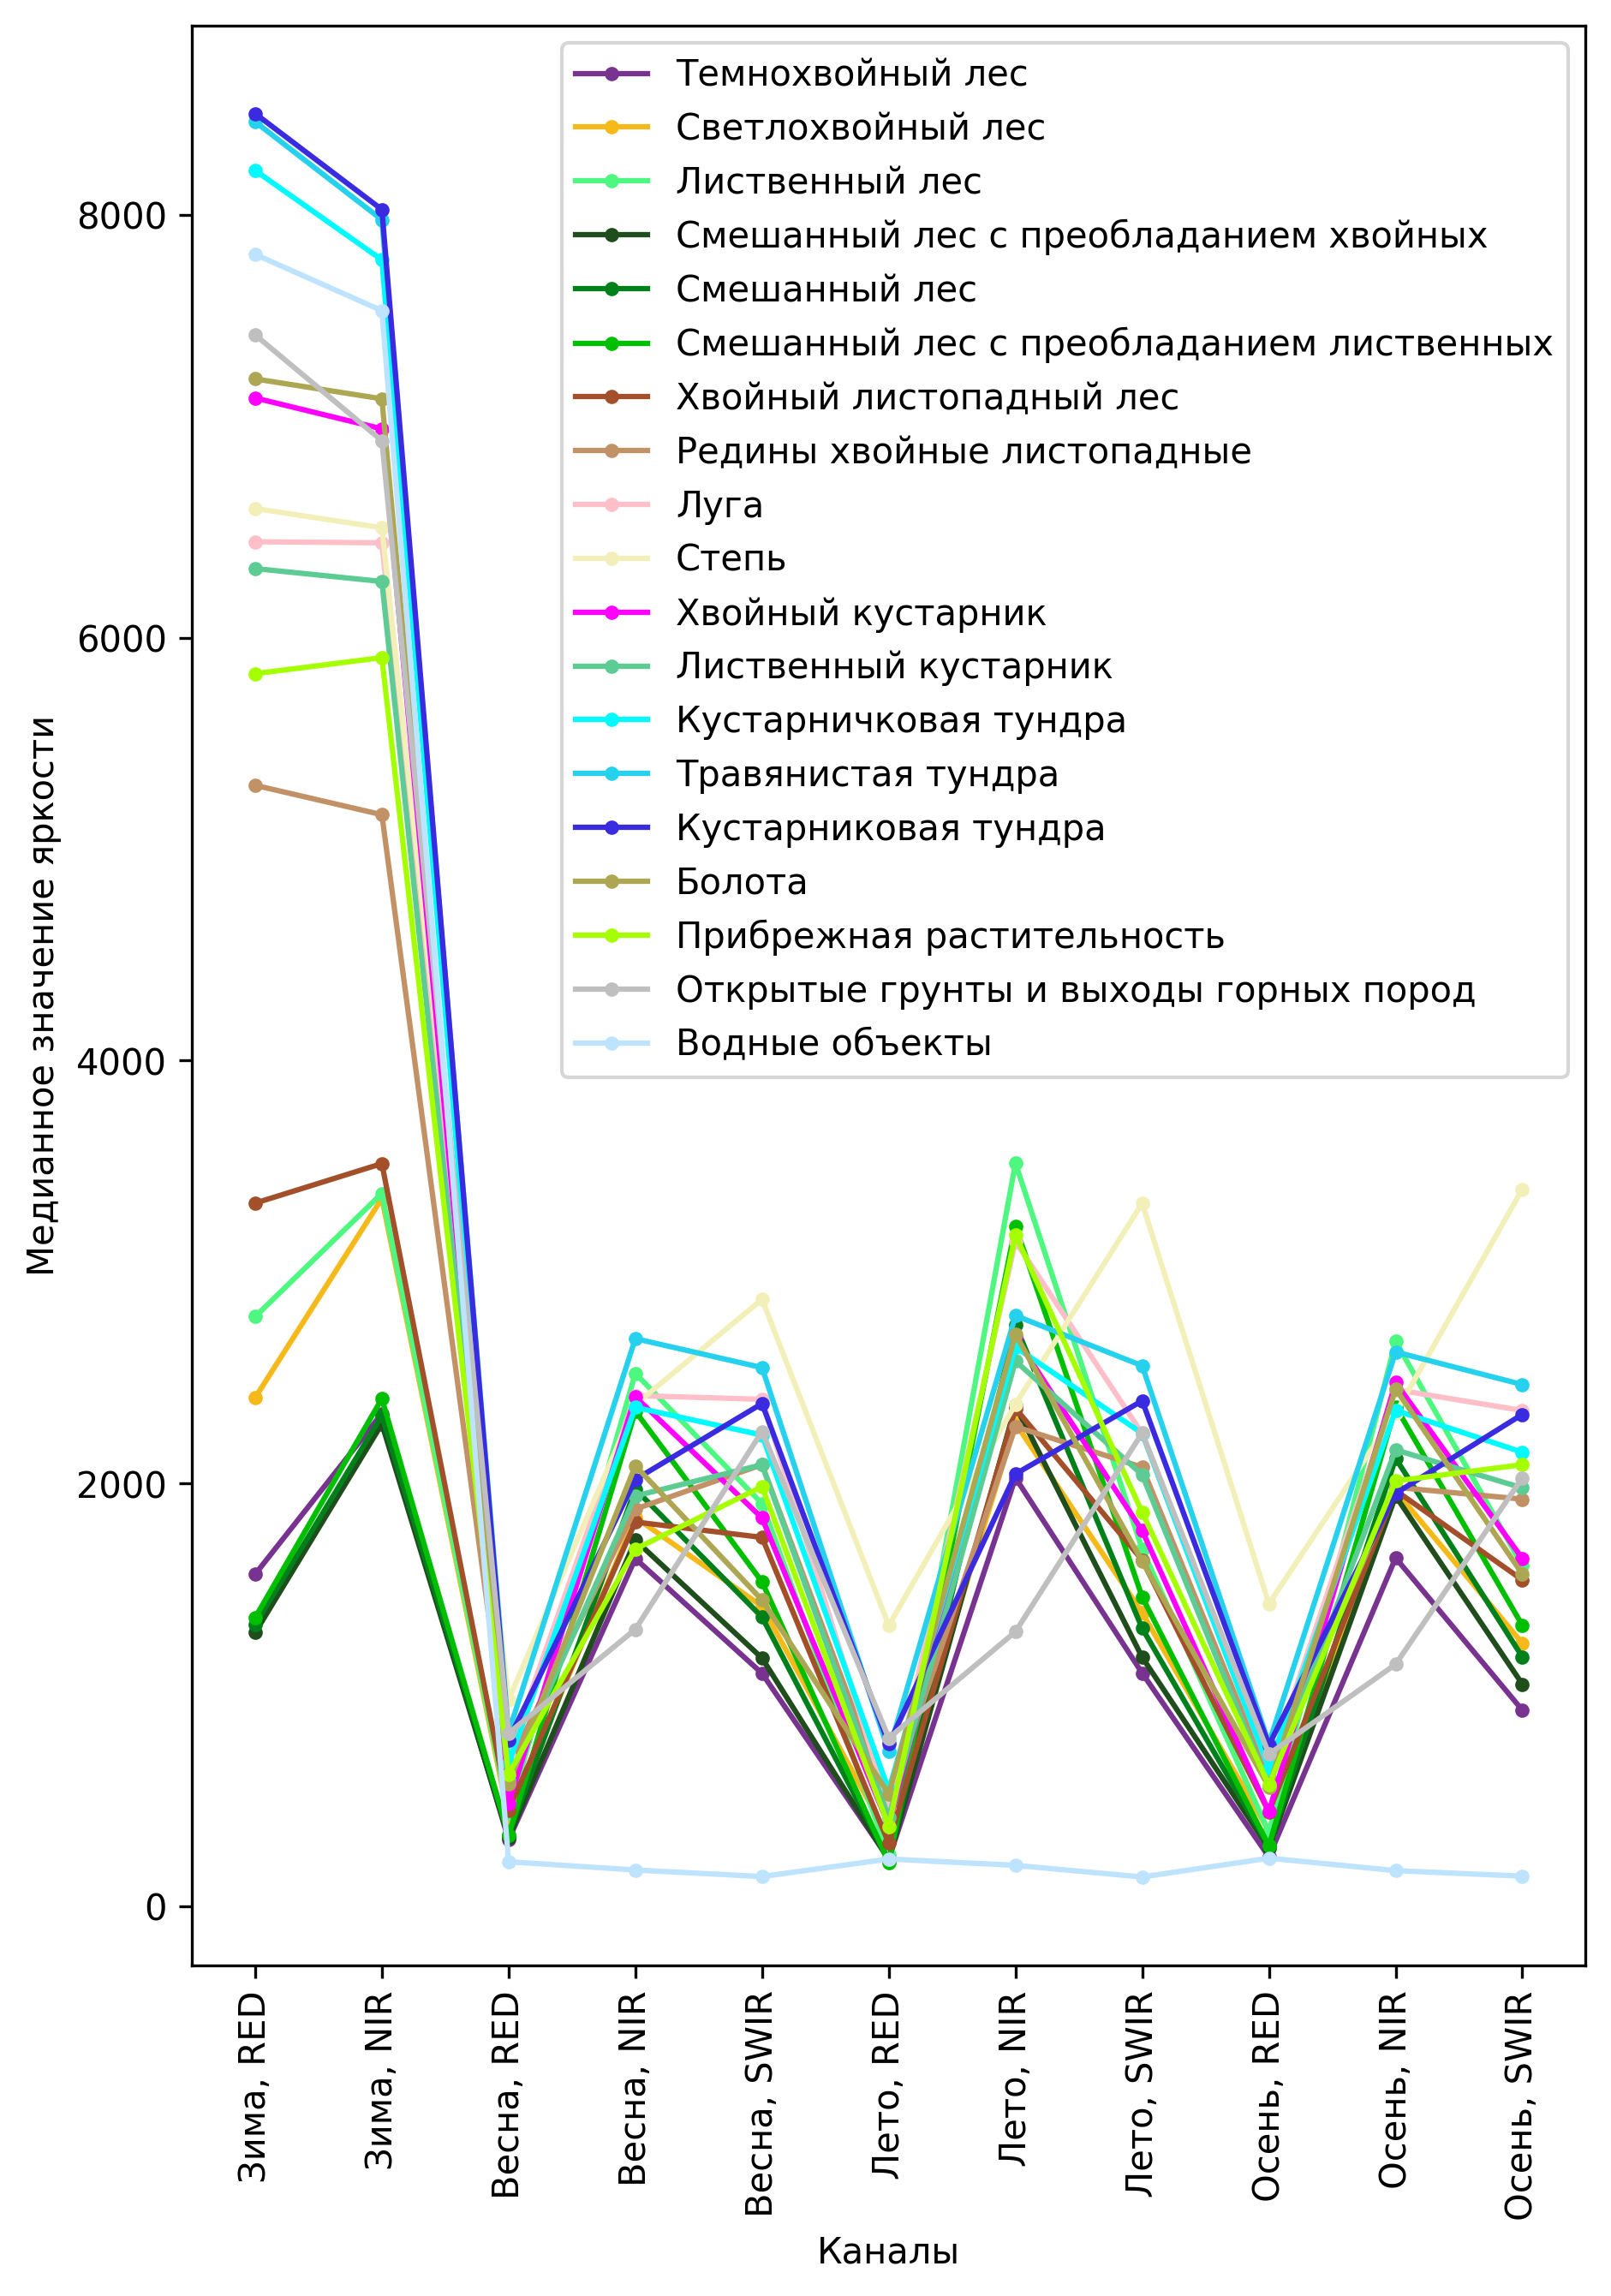 Темнохвойный лес
Светлохвойный лес
Лиственный лес
Смешанный лес с преобладанием хвойных
Смешанный лес
Смешанный лес с преобладанием лиственных
Хвойный листопадный лес
Редины хвойные листопадные
Луга
Степь
Хвойный кустарник
Лиственный кустарник
Кустарничковая тундра
Травянистая тундра
Кустарниковая тундра
Болота
Прибрежная растительность
Открытые грунты и выходы горных пород
Водные объекты
Медианное значение яркости
8000
6000
4000
2000
0
Зима, RED
Зима, NIR
Весна, RED
Весна, NIR
Весна, SWIR
Лето, RED
Лето, NIR
Лето, SWIR
Осень, RED
Осень, NIR
Осень, SWIR
Каналы